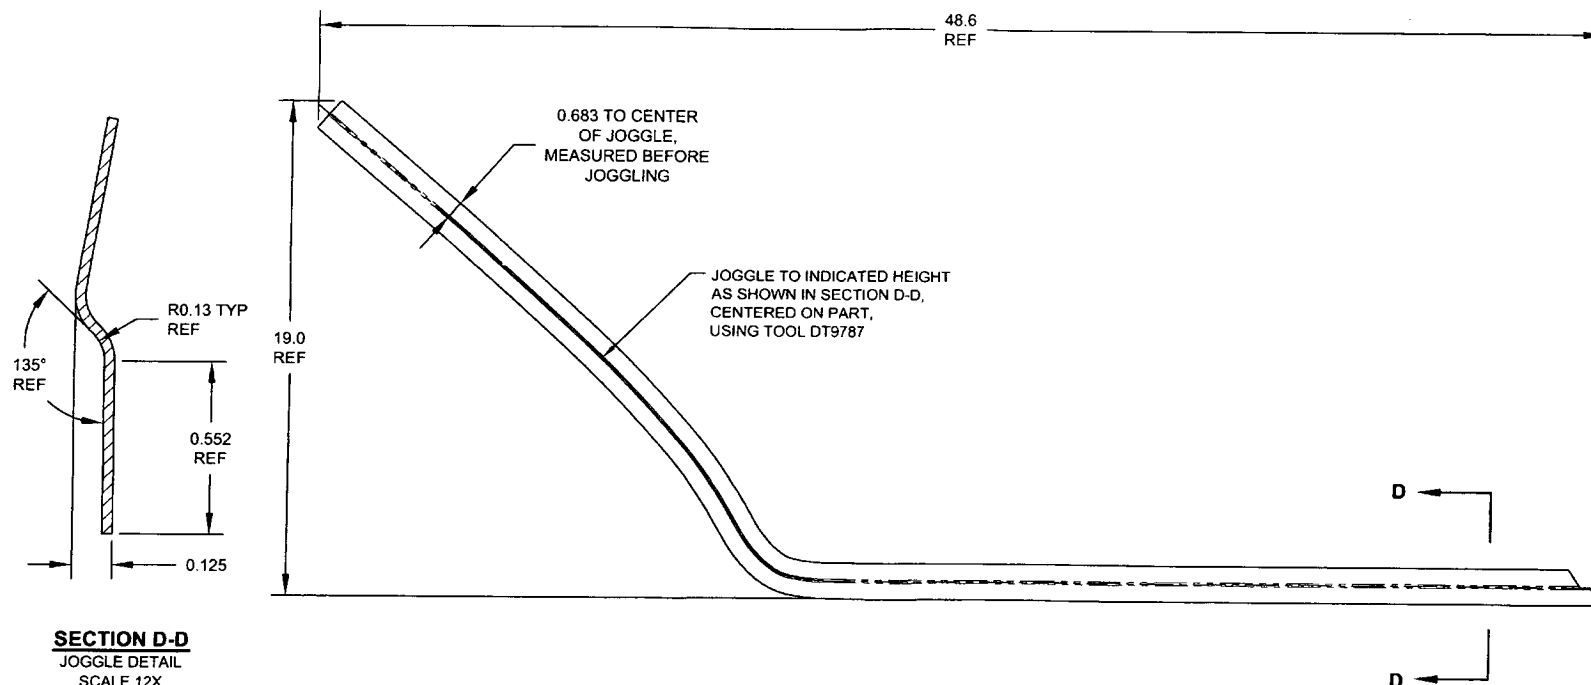 48.6
REF
0.683 TO CENTER
OF JOGGLE,
MEASURED BEFORE
JOGGLING
JOGGLE TO INDICATED HEIGHT
AS SHOWN IN SECTION D-D,
CENTERED ON PART,
USING TOOL DT9787
R0.13 TYP
REF
19.0
REF
135°
REF
0.552
REF
0.125
D
D
SECTION D-D
JOGGLE DETAIL
SCALE 12X